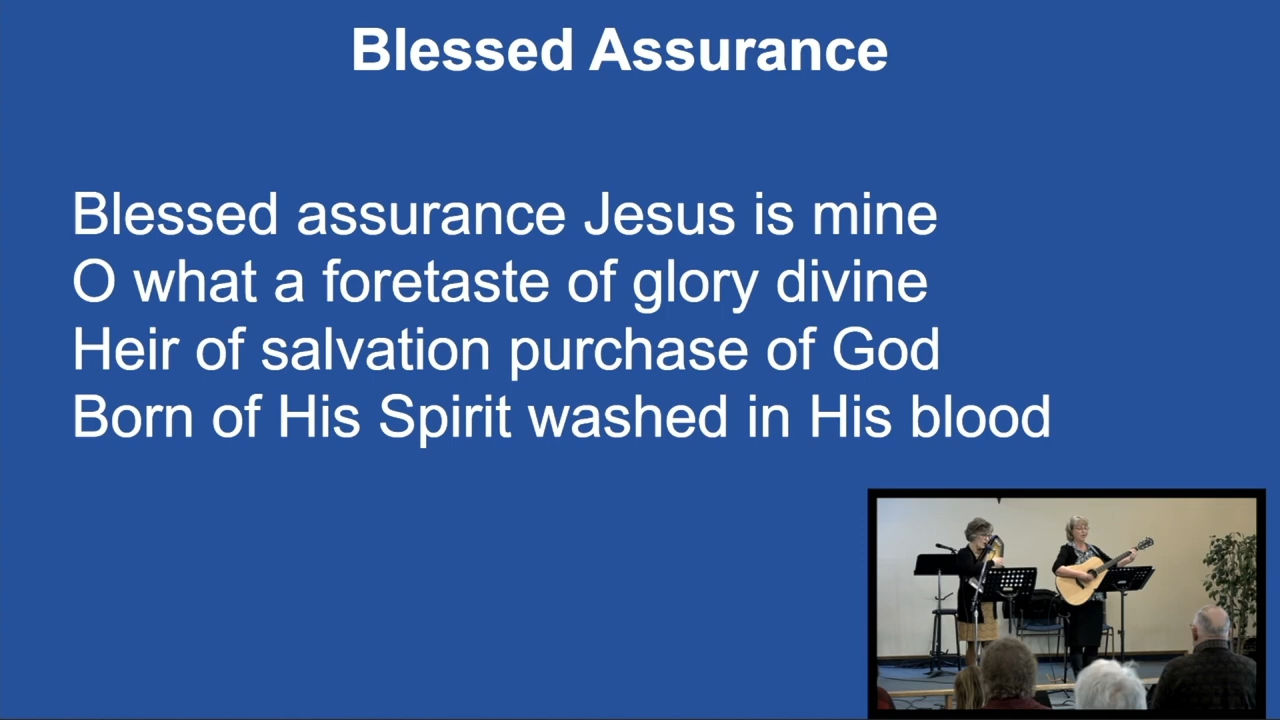 Blessed Assurance
Blessed assurance Jesus is mine
O what a foretaste of glory divine
Heir of salvation purchase of God
Born of His Spirit washed in His blood